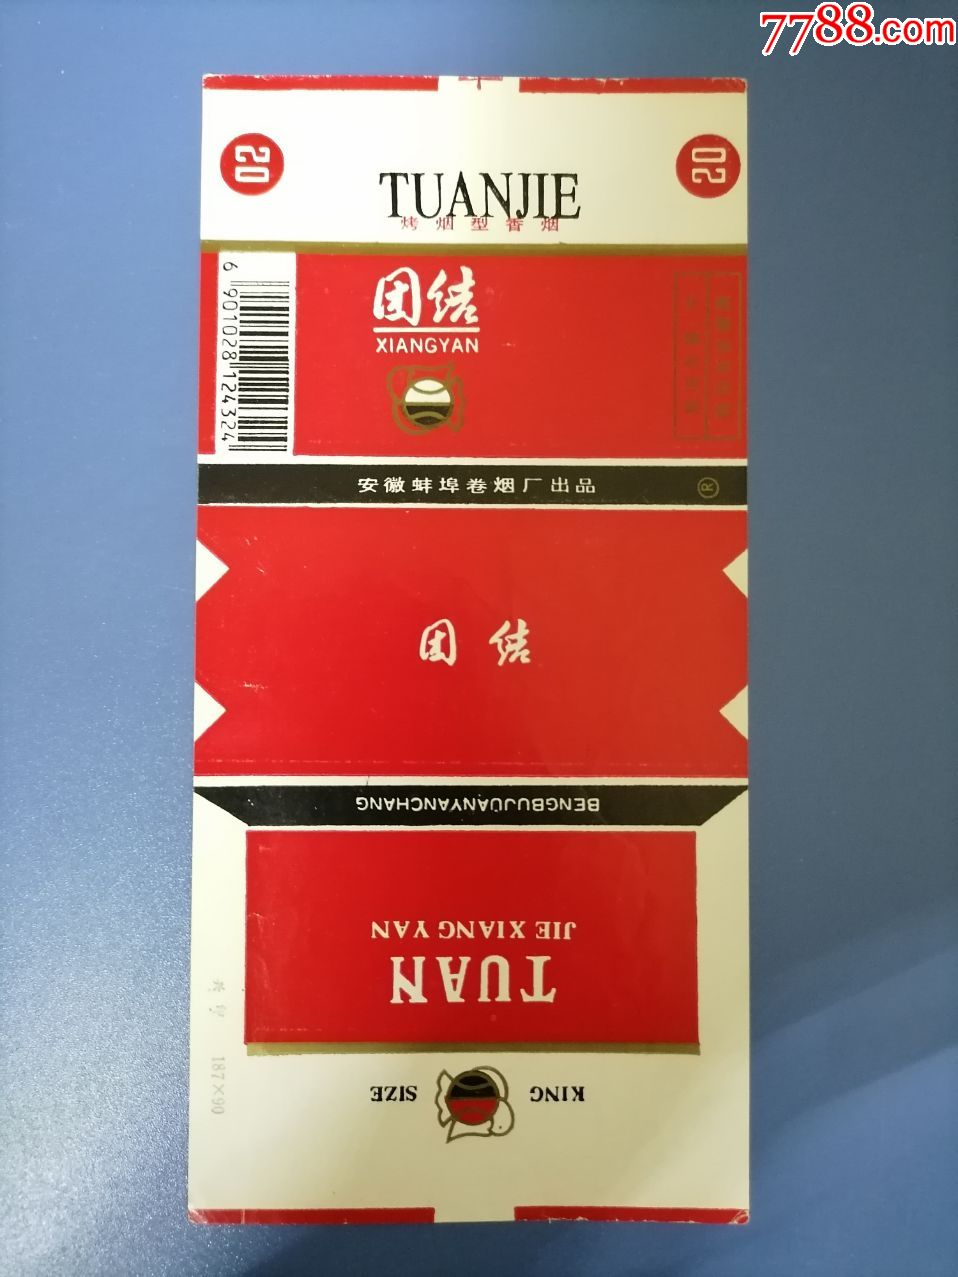 7788.com
20
20
TUANJIE
烤烟型香烟
团结
XIANGYAN
6 901028 124324
安徽蚌埠卷烟厂出品
®
团结
BENGBUJUANYANCHANG
JIE XIANG YAN
TUAN
187×90
KING SIZE